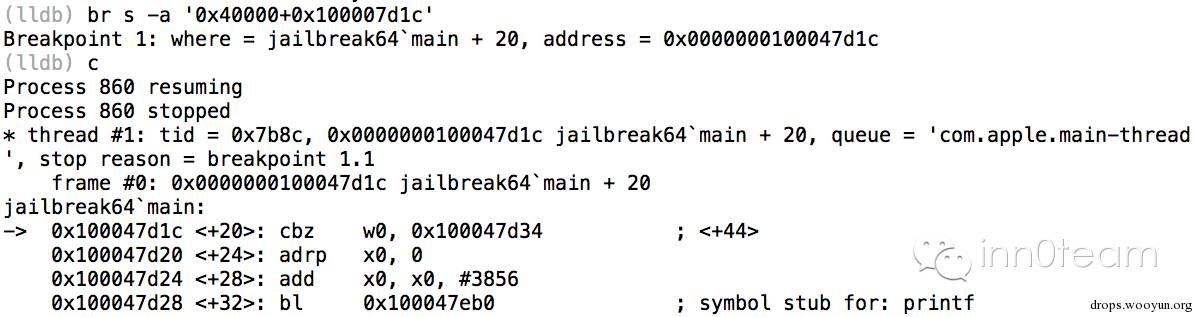 (lldb) br s -a '0x40000+0x100007d1c'
Breakpoint 1: where = jailbreak64`main + 20, address = 0x0000000100047d1c
(lldb) c
Process 860 resuming
Process 860 stopped
* thread #1: tid = 0x7b8c, 0x0000000100047d1c jailbreak64`main + 20, queue = 'com.apple.main-thread
', stop reason = breakpoint 1.1
    frame #0: 0x0000000100047d1c jailbreak64`main + 20
jailbreak64`main:
->  0x100047d1c <+20>: cbz    w0, 0x100047d34           ; <+44>
    0x100047d20 <+24>: adrp   x0, 0
    0x100047d24 <+28>: add    x0, x0, #3856
    0x100047d28 <+32>: bl     0x100047eb0               ; symbol stub for: printf
inn0team
drops.wooyun.org